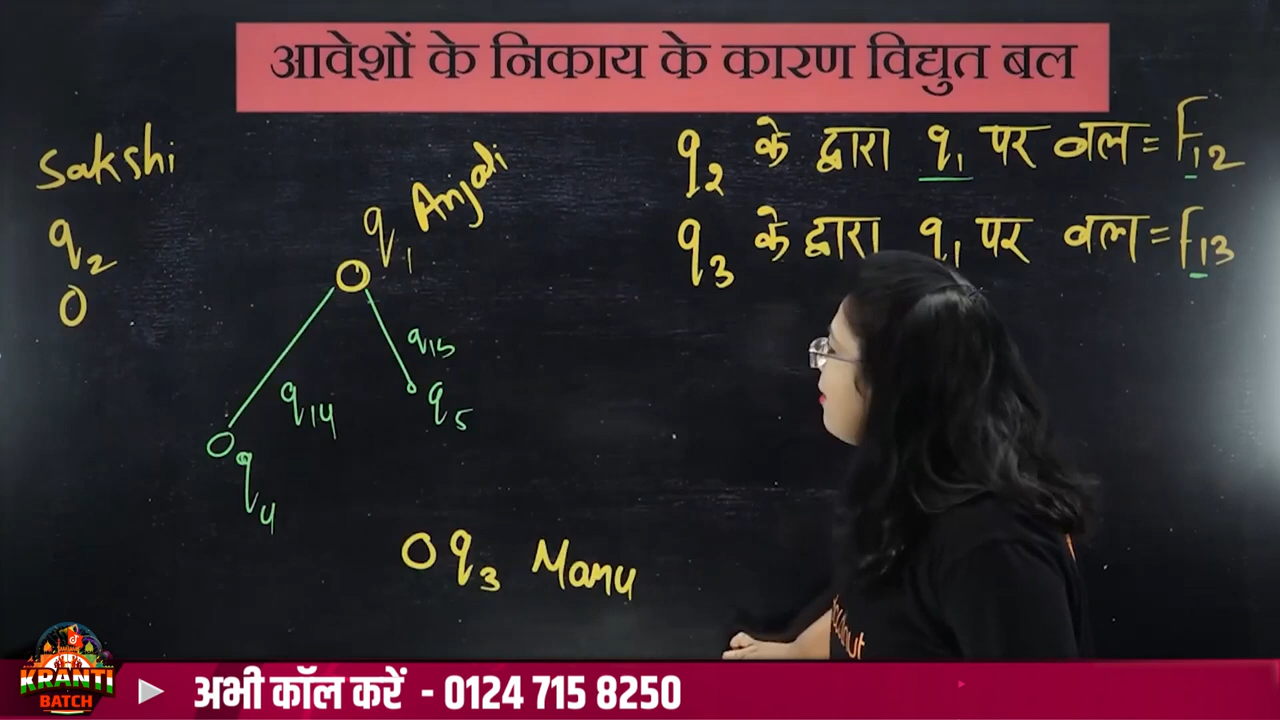 आवेशों के निकाय के कारण विद्युत बल
Sakshi
q2
O
q1 Anjali
q2 के द्वारा q1 पर बल = F12
q3 के द्वारा q1 पर बल = F13
q15
q14
q5
q4
q3 Manu
KRANTI
BATCH
अभी कॉल करें - 0124 715 8250